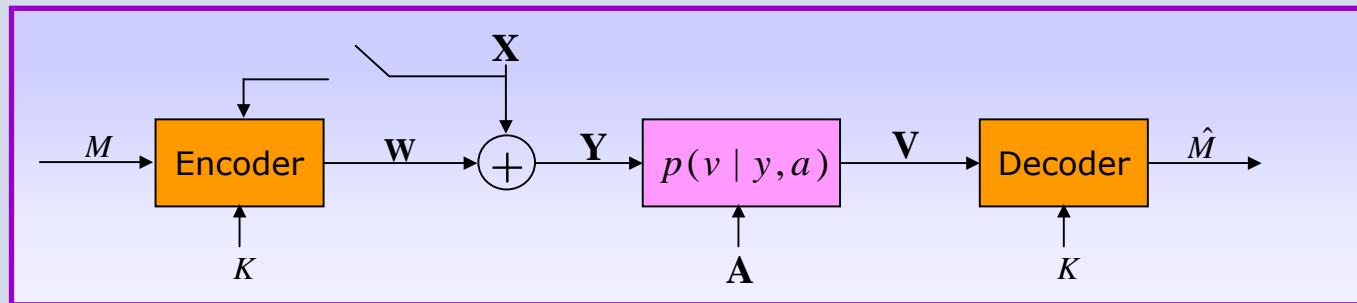 X
M
Encoder
W
+
Y
p(v | y, a)
V
Decoder
M̂
K
A
K